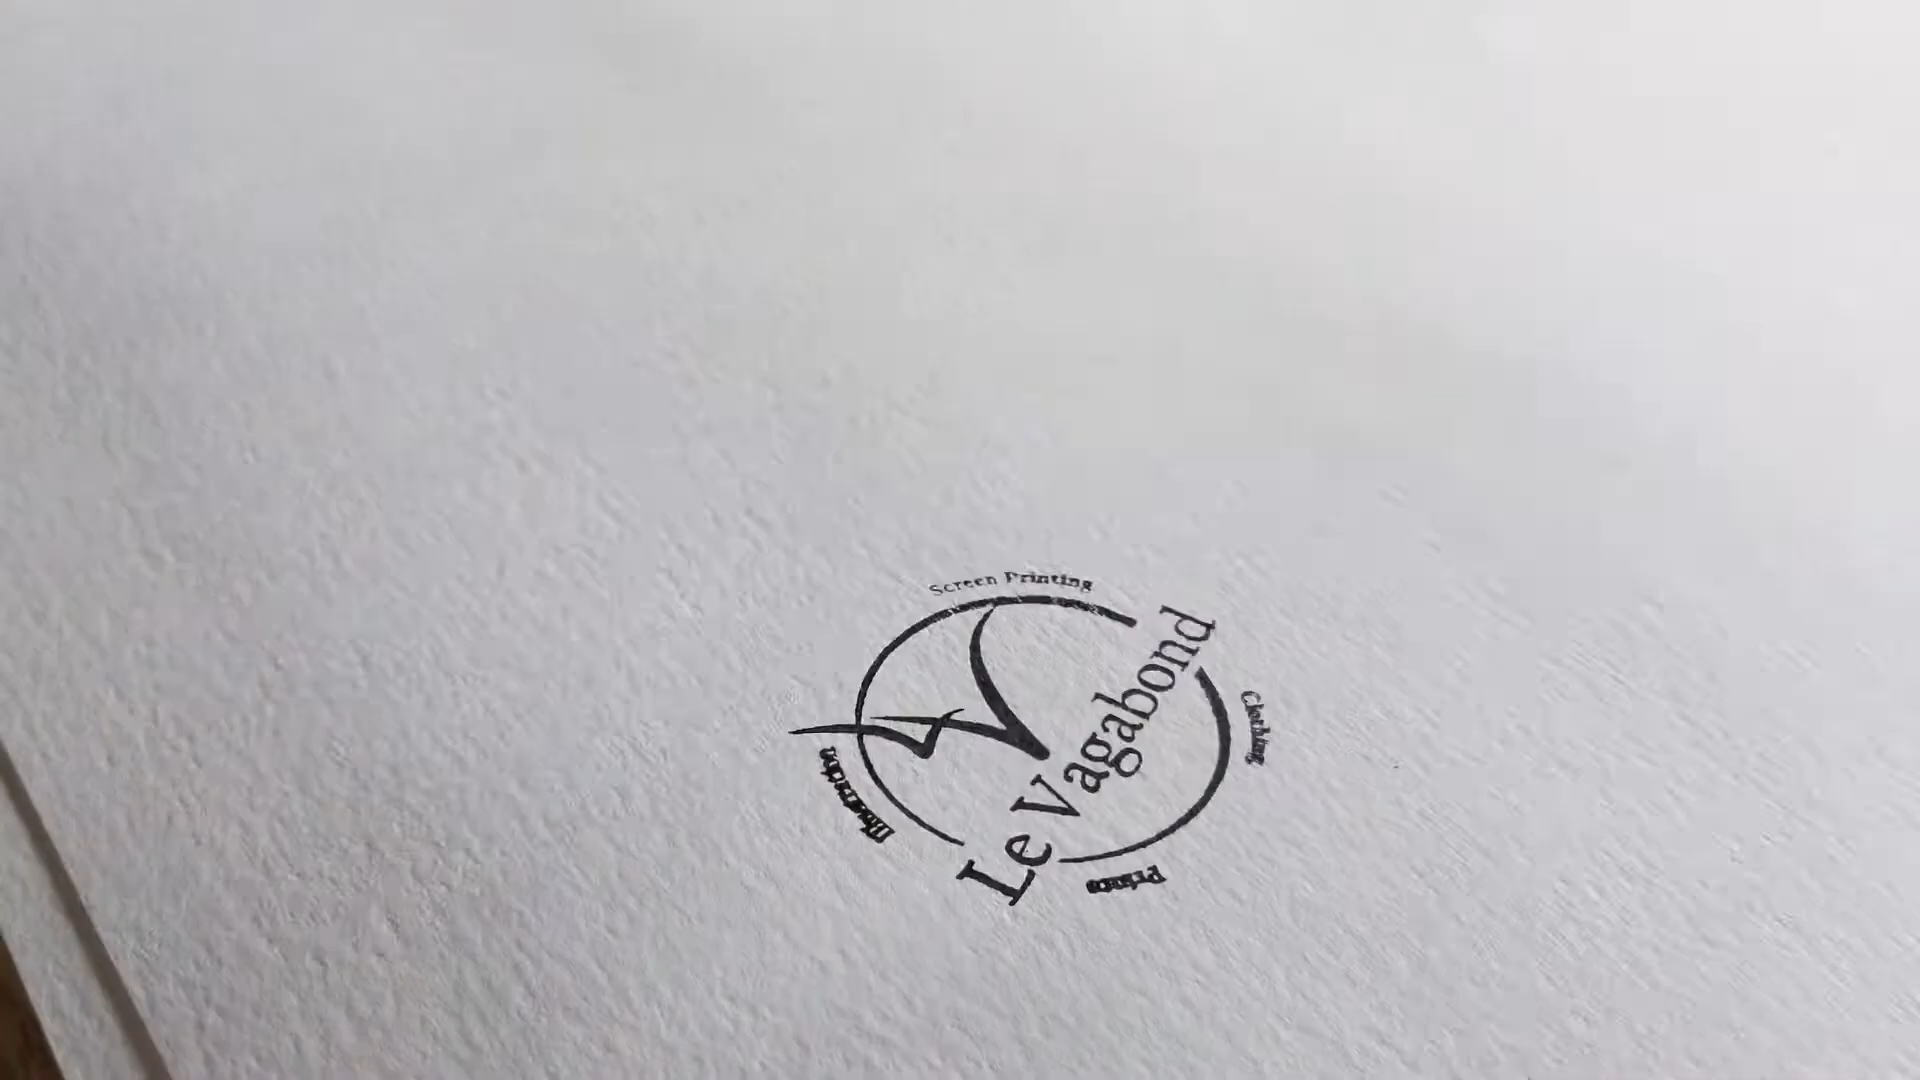 Screen Printing
Le Vagabond
Clothing
Illustration
Prints